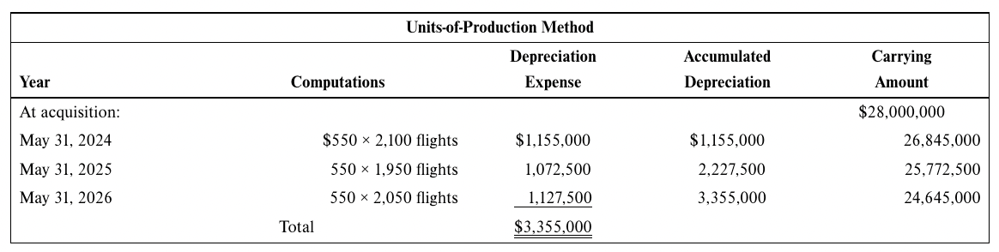 Units-of-Production Method
Depreciation Accumulated Carrying
Year Computations Expense Depreciation Amount
At acquisition: $28,000,000
May 31, 2024 $550 × 2,100 flights $1,155,000 $1,155,000 26,845,000
May 31, 2025 550 × 1,950 flights 1,072,500 2,227,500 25,772,500
May 31, 2026 550 × 2,050 flights 1,127,500 3,355,000 24,645,000
Total $3,355,000